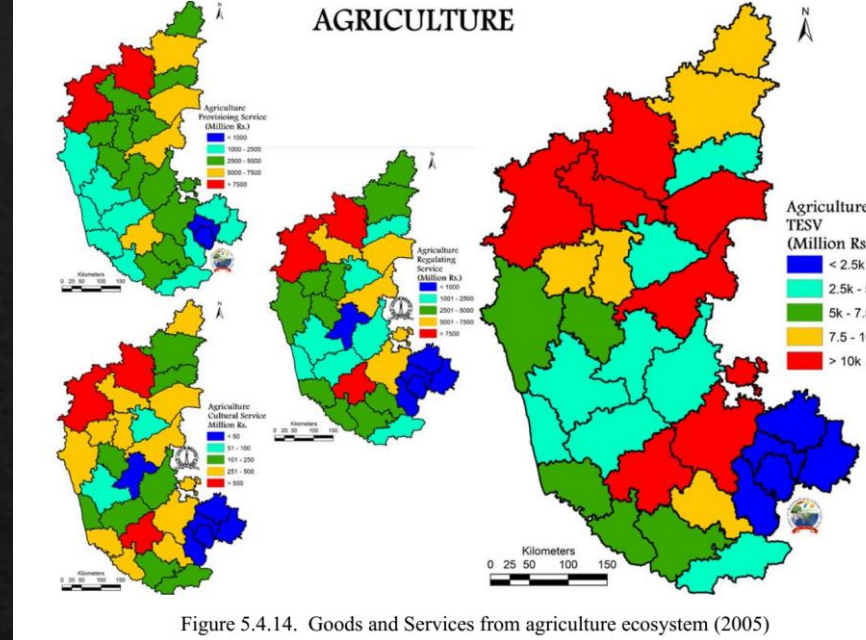 AGRICULTURE
N
Agriculture
Provisioing Service
(Million Rs.)
< 1000
1000 - 2500
2500 - 5000
5000 - 7500
> 7500
Kilometers
0 25 50 100 150
N
Agriculture
Regulating
Service
(Million Rs.)
< 1000
1001 - 2500
2501 - 5000
5001 - 7500
> 7500
Kilometers
0 25 50 100 150
N
Agriculture
Cultural Service
Million Rs.
< 50
51 - 100
101 - 250
251 - 500
> 500
Kilometers
0 25 50 100 150
N
Agriculture
TESV
(Million Rs
< 2.5k
2.5k -
5k - 7.
7.5 - 1
> 10k
Kilometers
0 25 50 100 150
Figure 5.4.14. Goods and Services from agriculture ecosystem (2005)